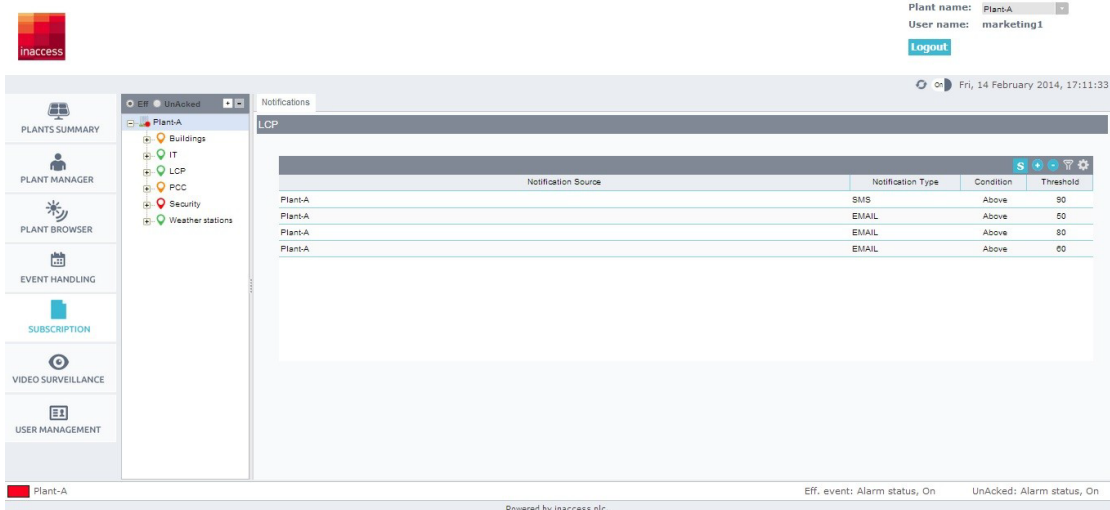 Plant name: Plant-A
User name: marketing1
inaccess
Logout
On Fri, 14 February 2014, 17:11:33
Eff UnAcked + -
Notifications
PLANTS SUMMARY
Plant-A
LCP
Buildings
IT
LCP
PCC
Security
Weather stations
PLANT MANAGER
PLANT BROWSER
EVENT HANDLING
SUBSCRIPTION
VIDEO SURVEILLANCE
USER MANAGEMENT
S + -
Notification Source Notification Type Condition Threshold
Plant-A SMS Above 90
Plant-A EMAIL Above 50
Plant-A EMAIL Above 80
Plant-A EMAIL Above 60
Plant-A Eff. event: Alarm status, On UnAcked: Alarm status, On
Powered by inaccess plc